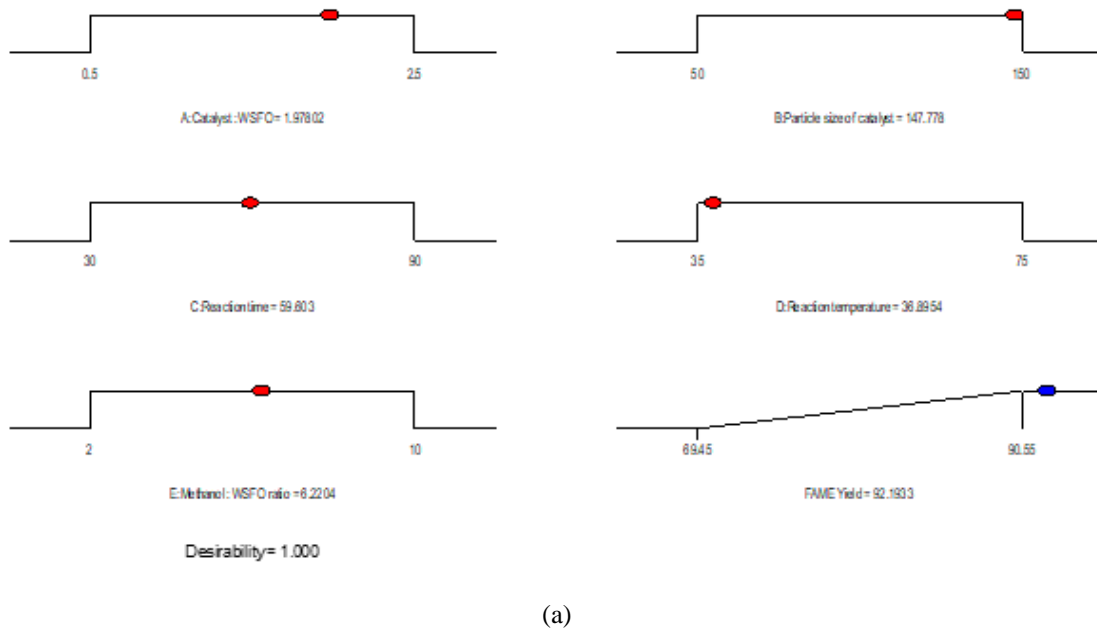 0.5 2.5
A:Catalyst : WSFO = 1.97802
50 150
B:Particle size of catalyst = 147.778
30 90
C:Reaction time = 59.603
35 75
D:Reaction temperature = 36.8954
2 10
E:Methanol : WSFO ratio = 6.2204
69.45 90.55
FAME Yield = 92.1933
Desirability = 1.000
(a)